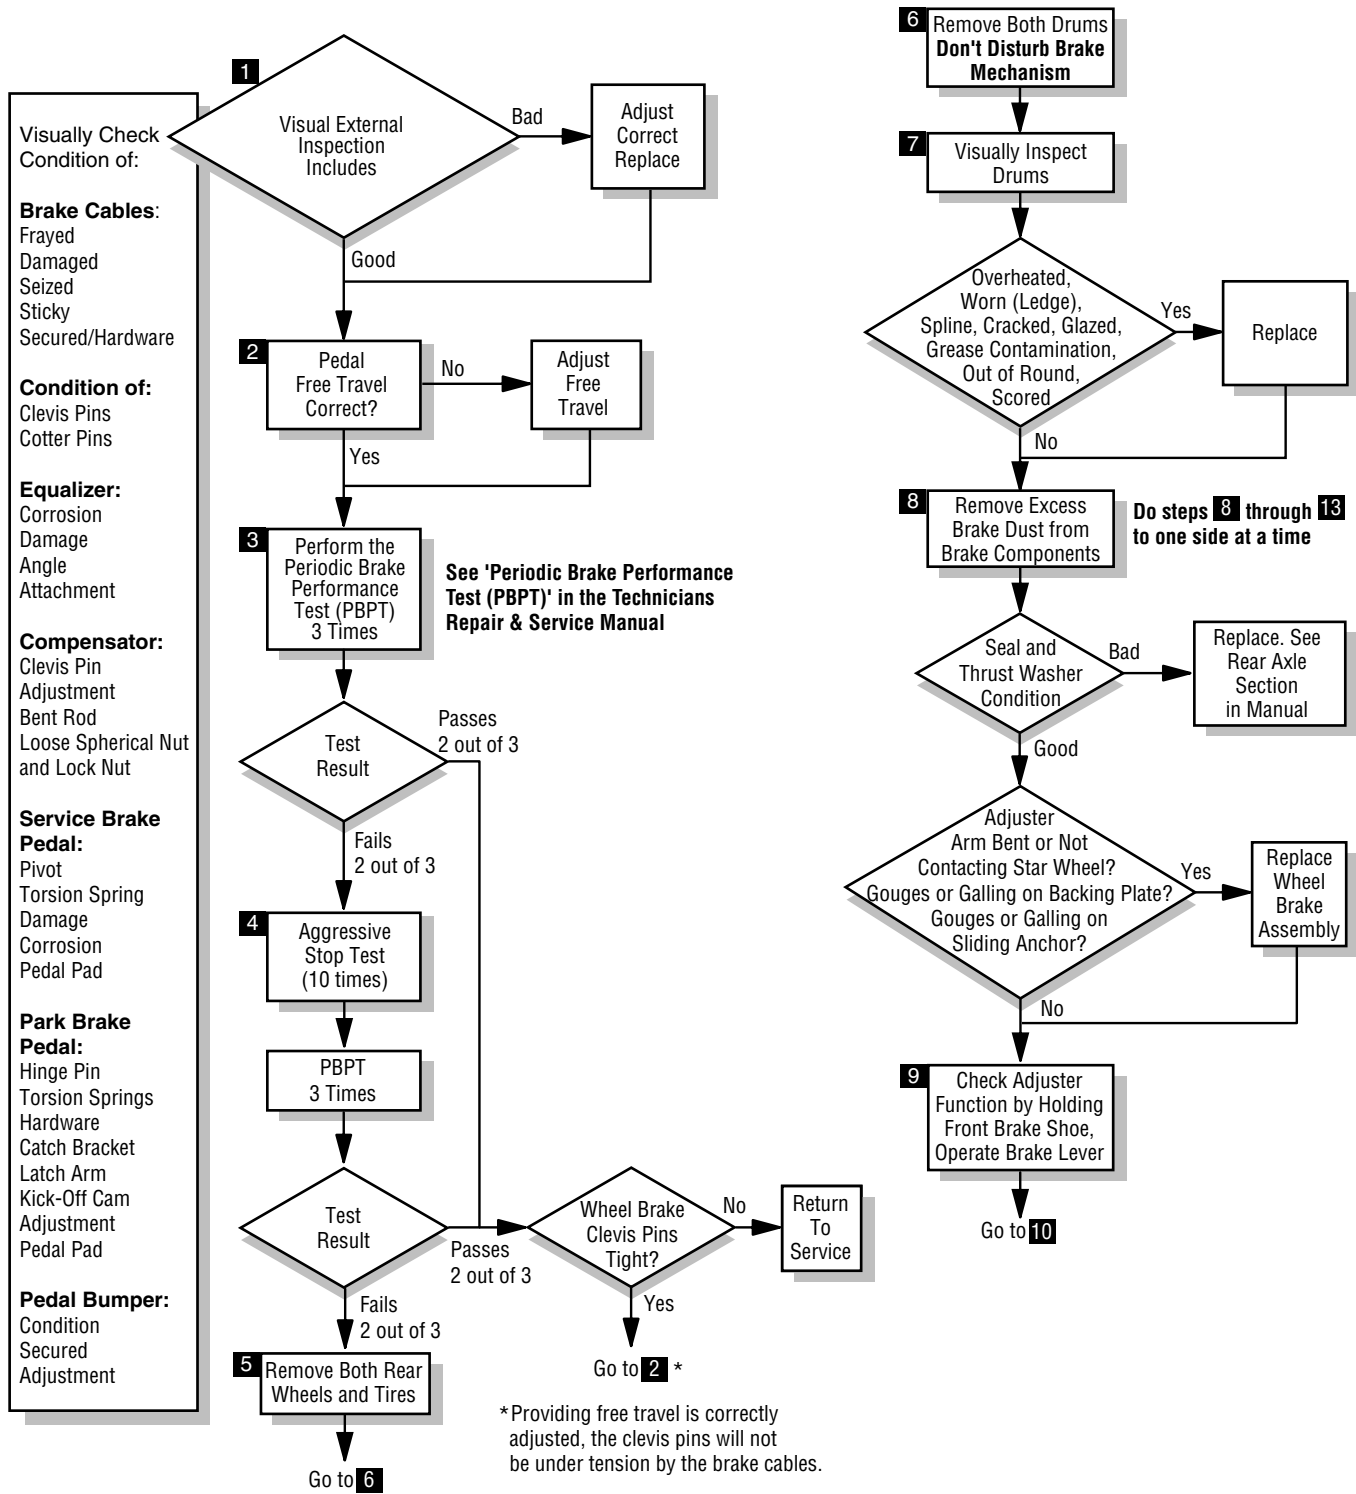 Visually Check
Condition of:
Brake Cables:
Frayed
Damaged
Seized
Sticky
Secured/Hardware
Condition of:
Clevis Pins
Cotter Pins
Equalizer:
Corrosion
Damage
Angle
Attachment
Compensator:
Clevis Pin
Adjustment
Bent Rod
Loose Spherical Nut
and Lock Nut
Service Brake
Pedal:
Pivot
Torsion Spring
Damage
Corrosion
Pedal Pad
Park Brake
Pedal:
Hinge Pin
Torsion Springs
Hardware
Catch Bracket
Latch Arm
Kick-Off Cam
Adjustment
Pedal Pad
Pedal Bumper:
Condition
Secured
Adjustment
1
Visual External
Inspection
Includes
Bad
Adjust
Correct
Replace
Good
2
Pedal
Free Travel
Correct?
No
Adjust
Free
Travel
Yes
3
Perform the
Periodic Brake
Performance
Test (PBPT)
3 Times
See 'Periodic Brake Performance
Test (PBPT)' in the Technicians
Repair & Service Manual
Test
Result
Passes
2 out of 3
Fails
2 out of 3
4
Aggressive
Stop Test
(10 times)
PBPT
3 Times
Test
Result
Passes
2 out of 3
Fails
2 out of 3
Wheel Brake
Clevis Pins
Tight?
No
Return
To
Service
Yes
Go to 2 *
*Providing free travel is correctly
adjusted, the clevis pins will not
be under tension by the brake cables.
5
Remove Both Rear
Wheels and Tires
Go to 6
6
Remove Both Drums
Don't Disturb Brake
Mechanism
7
Visually Inspect
Drums
Overheated,
Worn (Ledge),
Spline, Cracked, Glazed,
Grease Contamination,
Out of Round,
Scored
Yes
Replace
No
8
Remove Excess
Brake Dust from
Brake Components
Do steps 8 through 13
to one side at a time
Seal and
Thrust Washer
Condition
Bad
Replace. See
Rear Axle
Section
in Manual
Good
Adjuster
Arm Bent or Not
Contacting Star Wheel?
Gouges or Galling on Backing Plate?
Gouges or Galling on
Sliding Anchor?
Yes
Replace
Wheel
Brake
Assembly
No
9
Check Adjuster
Function by Holding
Front Brake Shoe,
Operate Brake Lever
Go to 10